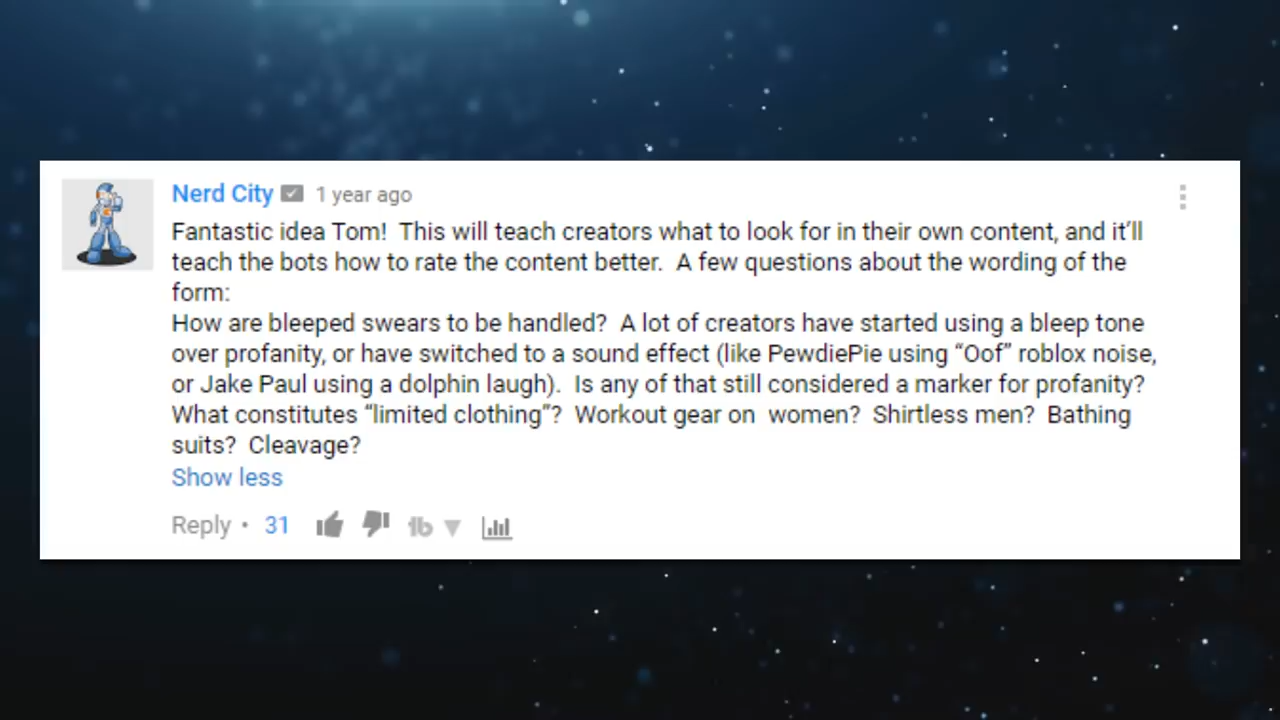 Nerd City 1 year ago
Fantastic idea Tom!  This will teach creators what to look for in their own content, and it'll
teach the bots how to rate the content better.  A few questions about the wording of the
form:
How are bleeped swears to be handled?  A lot of creators have started using a bleep tone
over profanity, or have switched to a sound effect (like PewdiePie using “Oof” roblox noise,
or Jake Paul using a dolphin laugh).  Is any of that still considered a marker for profanity?
What constitutes “limited clothing”?  Workout gear on  women?  Shirtless men?  Bathing
suits?  Cleavage?
Show less
Reply • 31 tb